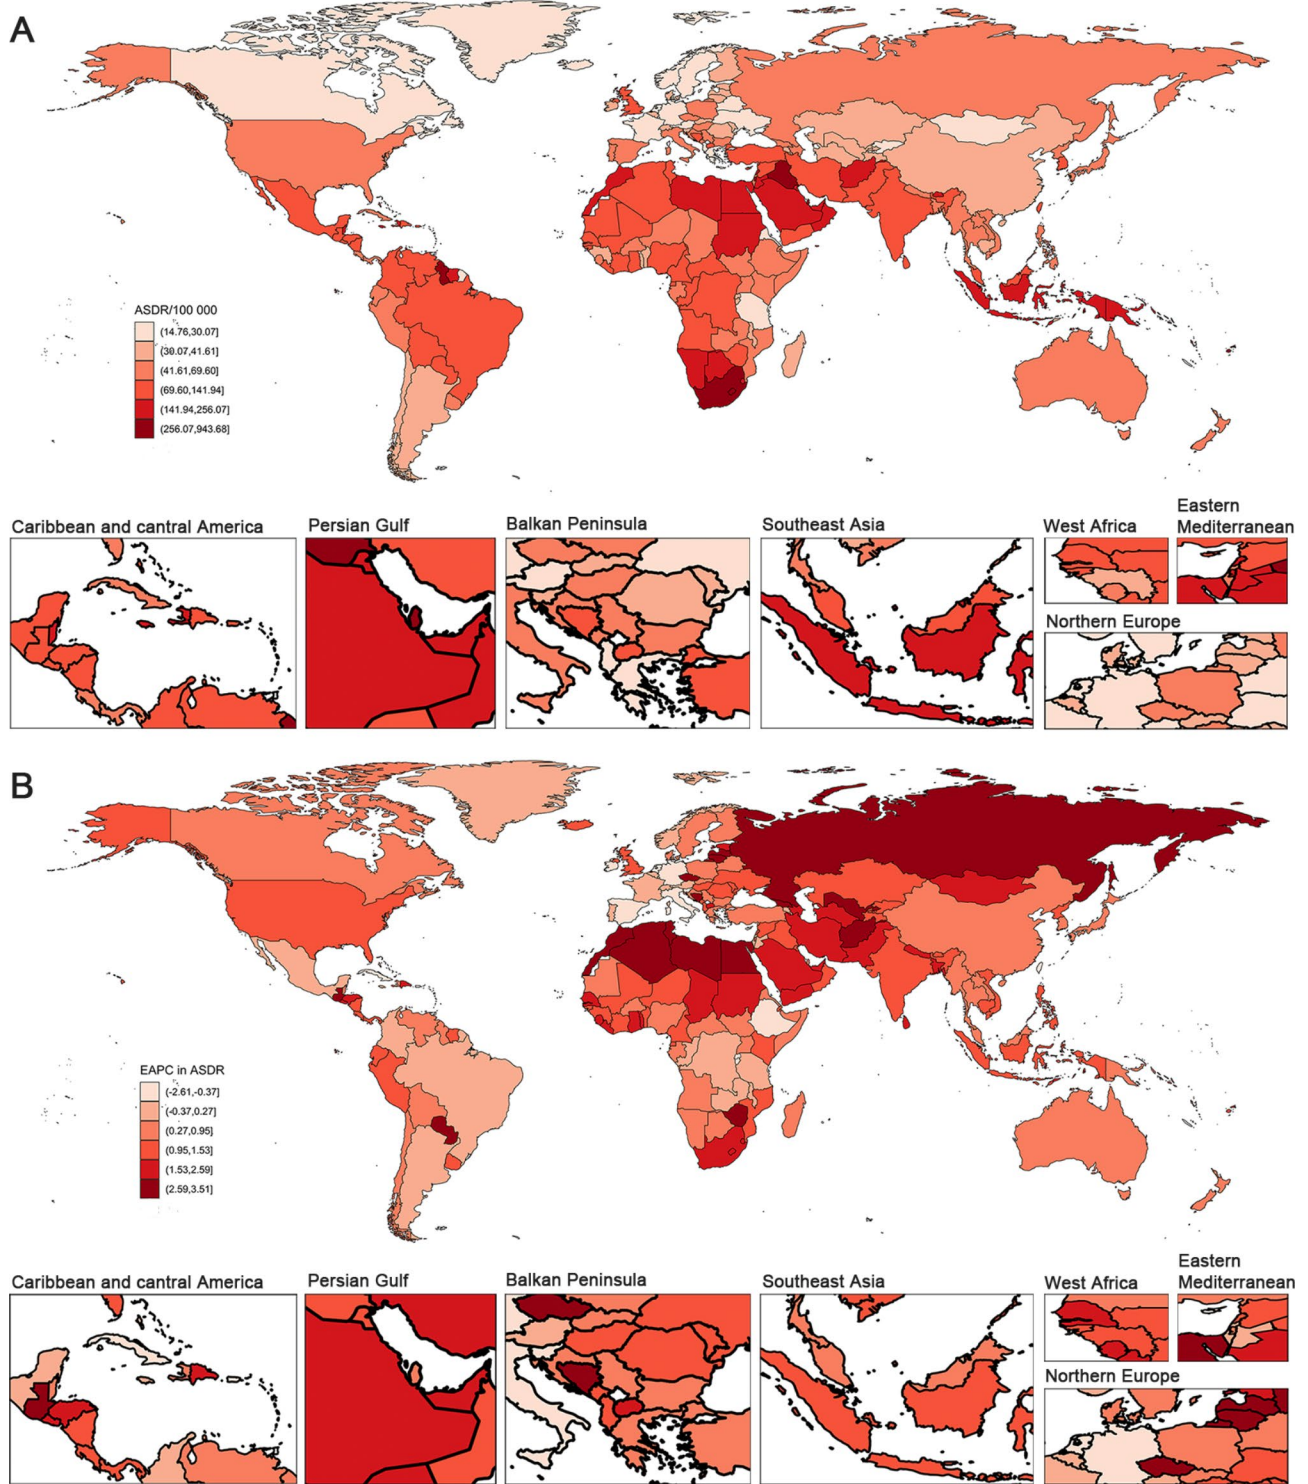 A
ASDR/100 000
(14.76,30.07]
(30.07,41.61]
(41.61,69.60]
(69.60,141.94]
(141.94,256.07]
(256.07,943.68]
Caribbean and cantral America
Persian Gulf
Balkan Peninsula
Southeast Asia
West Africa
Eastern
Mediterranean
Northern Europe
B
EAPC in ASDR
(-2.61,-0.37]
(-0.37,0.27]
(0.27,0.95]
(0.95,1.53]
(1.53,2.59]
(2.59,3.51]
Caribbean and cantral America
Persian Gulf
Balkan Peninsula
Southeast Asia
West Africa
Eastern
Mediterranean
Northern Europe